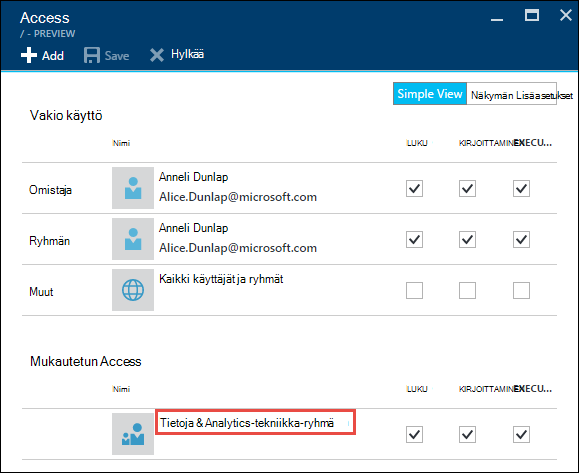 Access
/ - PREVIEW
Add Save Hylkää
Simple View Näkymän Lisäasetukset
Vakio käyttö
Nimi LUKU KIRJOITTAMINEN EXECU...
Omistaja Anneli Dunlap
Alice.Dunlap@microsoft.com
Ryhmän Anneli Dunlap
Alice.Dunlap@microsoft.com
Muut Kaikki käyttäjät ja ryhmät
Mukautetun Access
Nimi LUKU KIRJOITTAMINEN EXECU...
Tietoja & Analytics-tekniikka-ryhmä